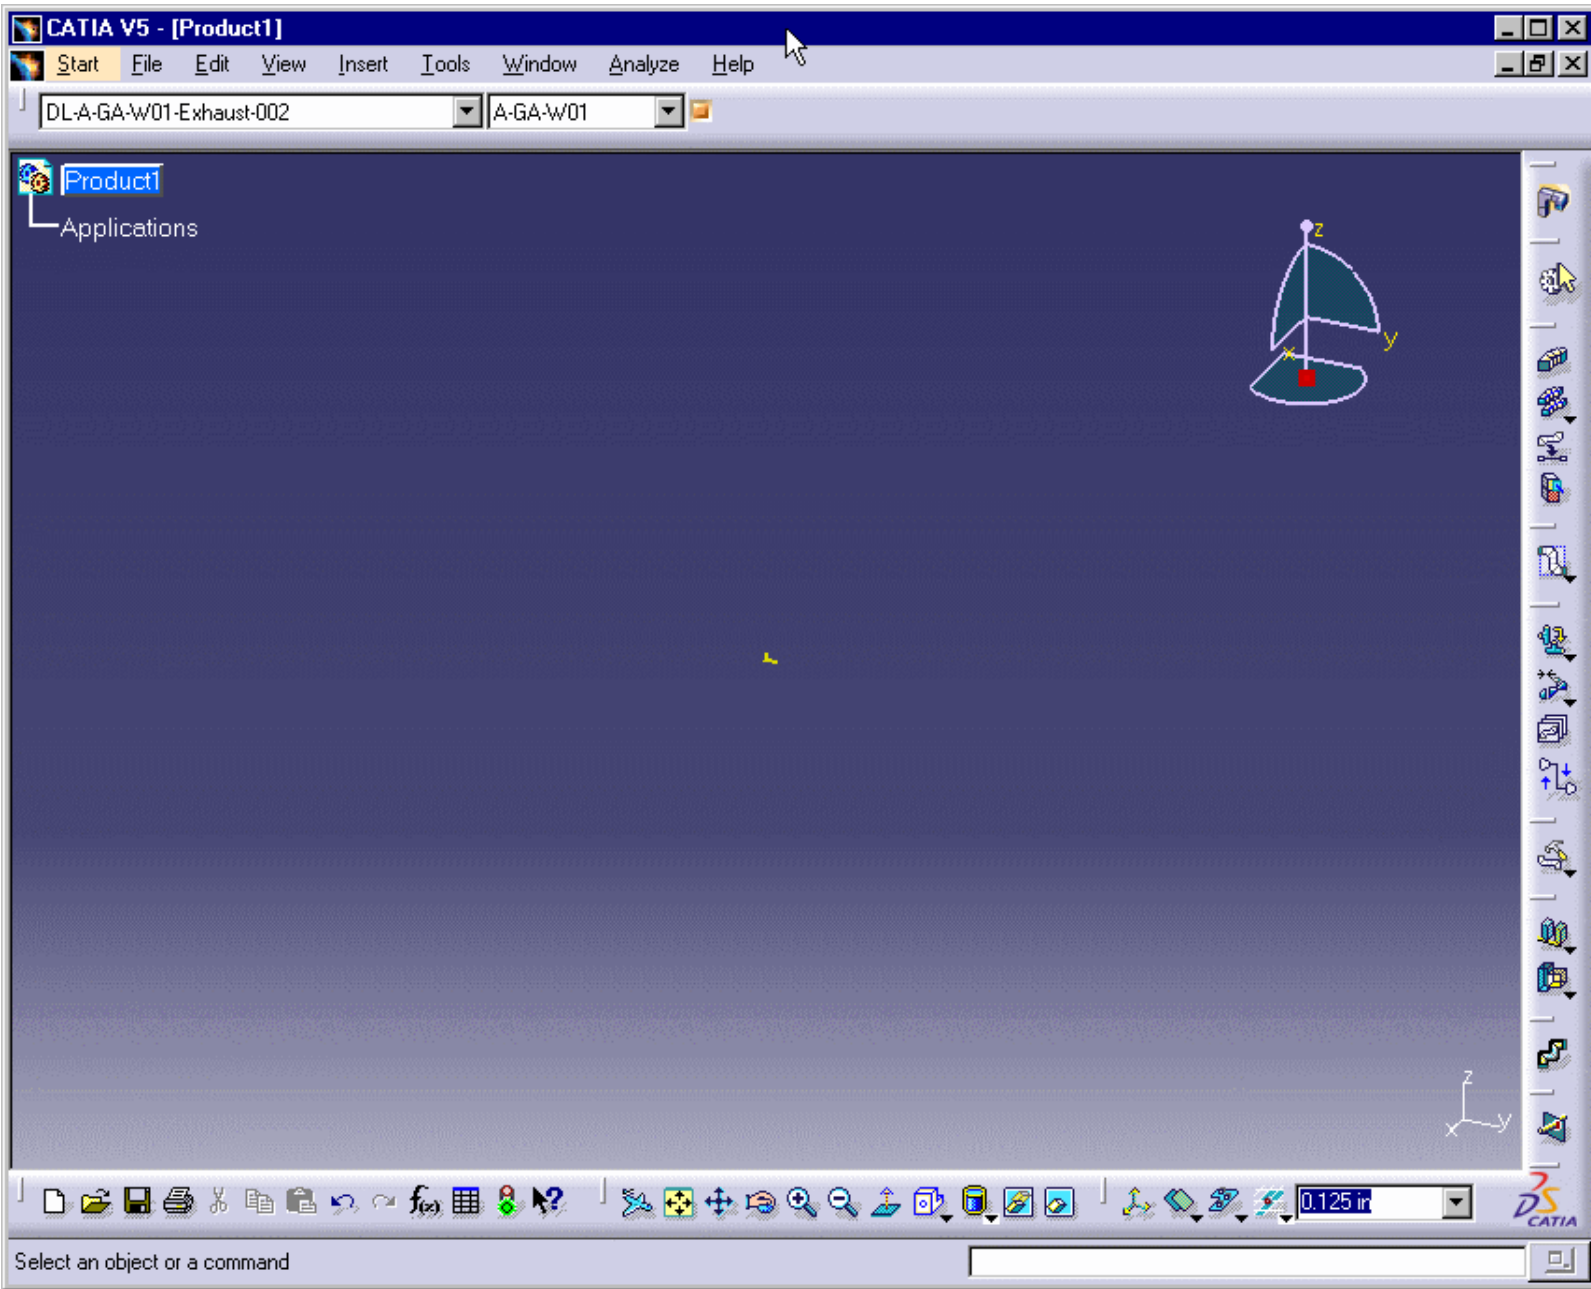 CATIA V5 - [Product1]
Start File Edit View Insert Tools Window Analyze Help
DL-A-GA-W01-Exhaust-002 A-GA-W01
Product1
Applications
z
y
x
z
y
x
f(x) ?
0.125 in
DS
CATIA
Select an object or a command